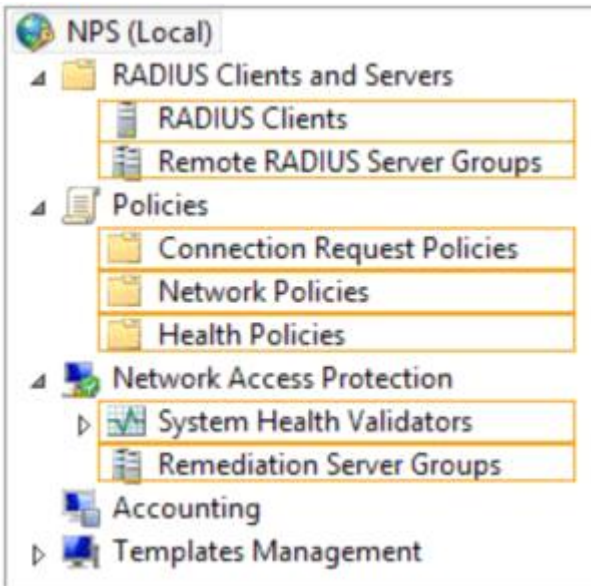 NPS (Local)
RADIUS Clients and Servers
RADIUS Clients
Remote RADIUS Server Groups
Policies
Connection Request Policies
Network Policies
Health Policies
Network Access Protection
System Health Validators
Remediation Server Groups
Accounting
Templates Management